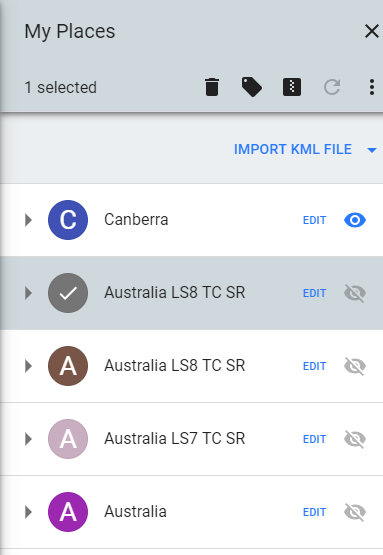 My Places
1 selected
IMPORT KML FILE
C Canberra EDIT
Australia LS8 TC SR EDIT
A Australia LS8 TC SR EDIT
A Australia LS7 TC SR EDIT
A Australia EDIT